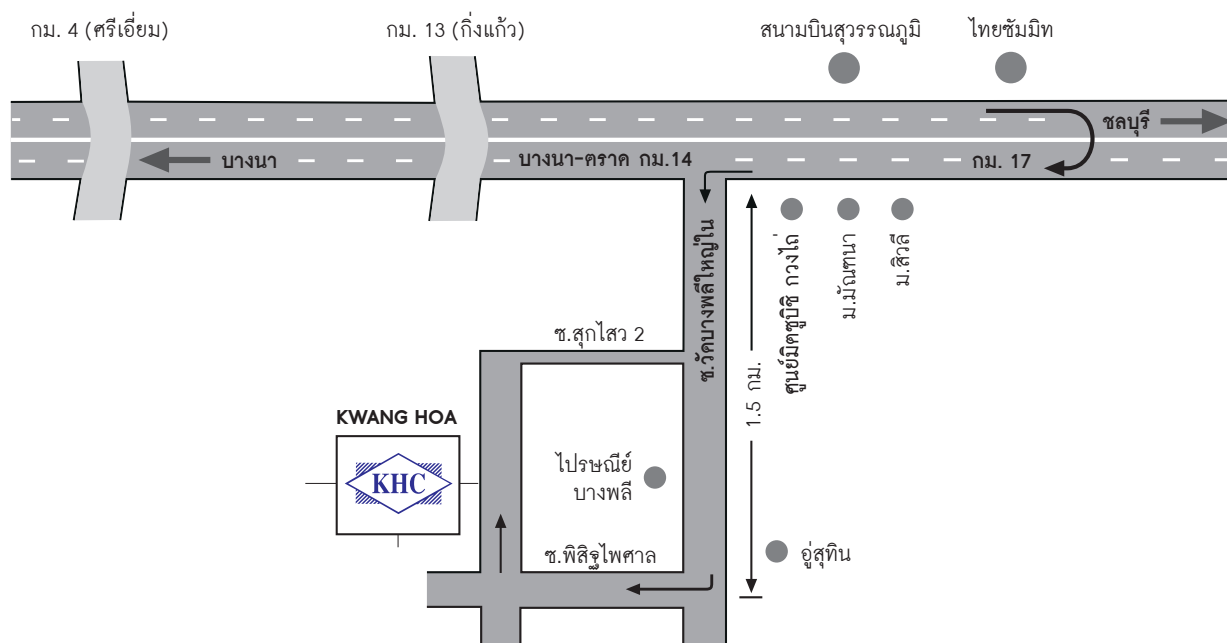 กม. 4 (ศรีเอี่ยม)
กม. 13 (กิ่งแก้ว)
สนามบินสุวรรณภูมิ
ไทยซัมมิท
ชลบุรี
บางนา
บางนา-ตราด กม.14
กม. 17
ซ.วัดบางพลีใหญ่ใน
ศูนย์มิตซูบิชิ กวงไถ่
ม.มัณฑนา
ม.สิวลี
1.5 กม.
ซ.สุกไสว 2
KWANG HOA
KHC
ไปรษณีย์
บางพลี
ซ.พิสิฐไพศาล
อู่สุทิน